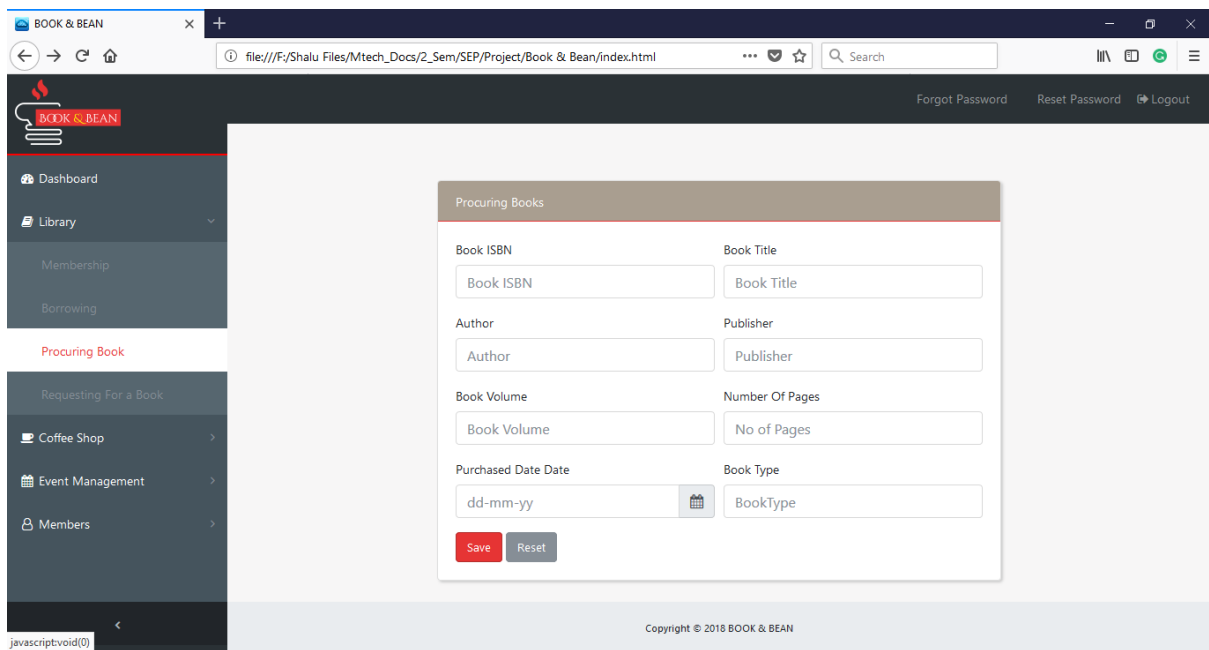 BOOK & BEAN
file:///F:/Shalu Files/Mtech_Docs/2_Sem/SEP/Project/Book & Bean/index.html
Search
BOOK & BEAN
Forgot Password Reset Password Logout
Dashboard
Library
Membership
Borrowing
Procuring Book
Requesting For a Book
Coffee Shop
Event Management
Members
Procuring Books
Book ISBN Book Title
Book ISBN Book Title
Author Publisher
Author Publisher
Book Volume Number Of Pages
Book Volume No of Pages
Purchased Date Date Book Type
dd-mm-yy BookType
Save Reset
Copyright © 2018 BOOK & BEAN
javascript:void(0)